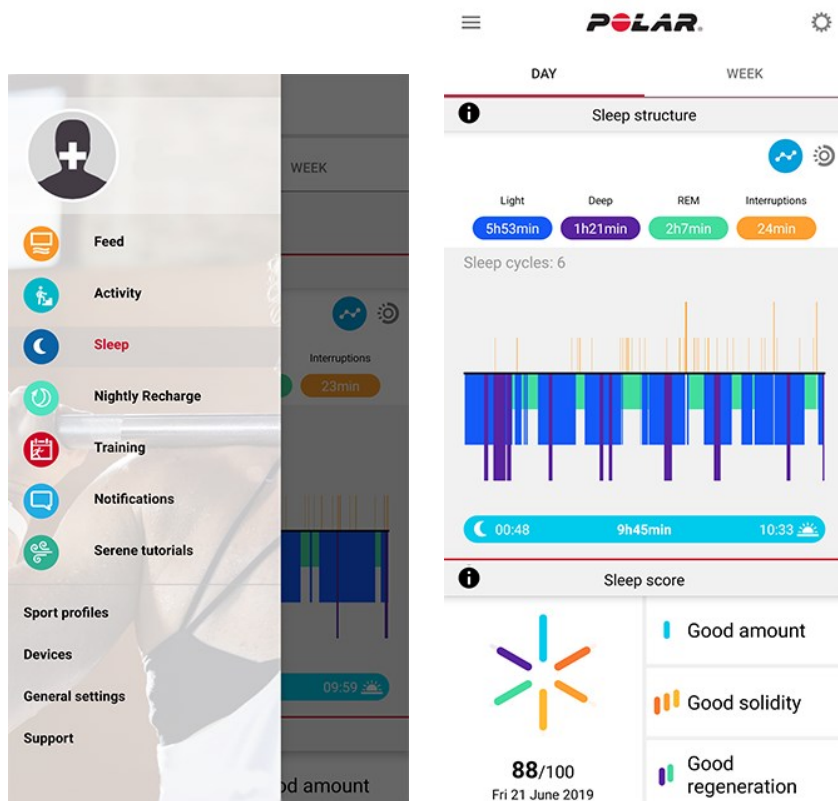 WEEK
Feed
Activity
Sleep
Nightly Recharge
Training
Notifications
Serene tutorials
Sport profiles
Devices
General settings
Support
Interruptions
23min
09:59
od amount
POLAR.
DAY WEEK
Sleep structure
Light Deep REM Interruptions
5h53min 1h21min 2h7min 24min
Sleep cycles: 6
00:48 9h45min 10:33
Sleep score
Good amount
Good solidity
Good
regeneration
88/100
Fri 21 June 2019